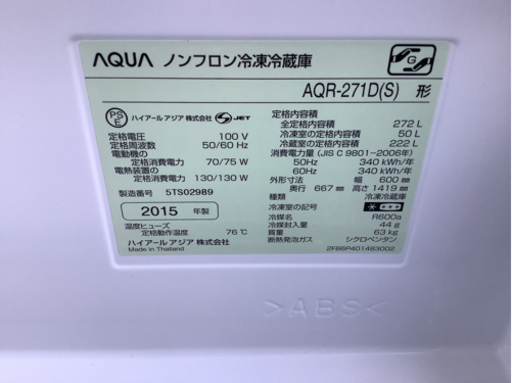 AQUA ノンフロン冷凍冷蔵庫
G
AQR-271D(S) 形
PS E ハイアール アジア 株式会社 S JET
定格電圧 100 V
定格周波数 50/60 Hz
電動機の
定格消費電力 70/75 W
電熱装置の
定格消費電力 130/130 W
製造番号 5TS02989
2015 年製
温度ヒューズ
定格動作温度 76℃
ハイアール アジア 株式会社
Made in Thailand
定格内容積
全定格内容積 272 L
冷凍室の定格内容積 50 L
冷蔵室の定格内容積 222 L
消費電力量 (JIS C 9801-2006年)
50Hz 340 kWh/年
60Hz 340 kWh/年
外形寸法 幅 600 mm
奥行 667 mm 高さ 1419 mm
種類 冷凍冷蔵庫
冷凍室の記号
冷媒名 R600a
冷媒封入量 44 g
質量 63 kg
断熱発泡ガス シクロペンタン
2FB6P401483002
>ABS<